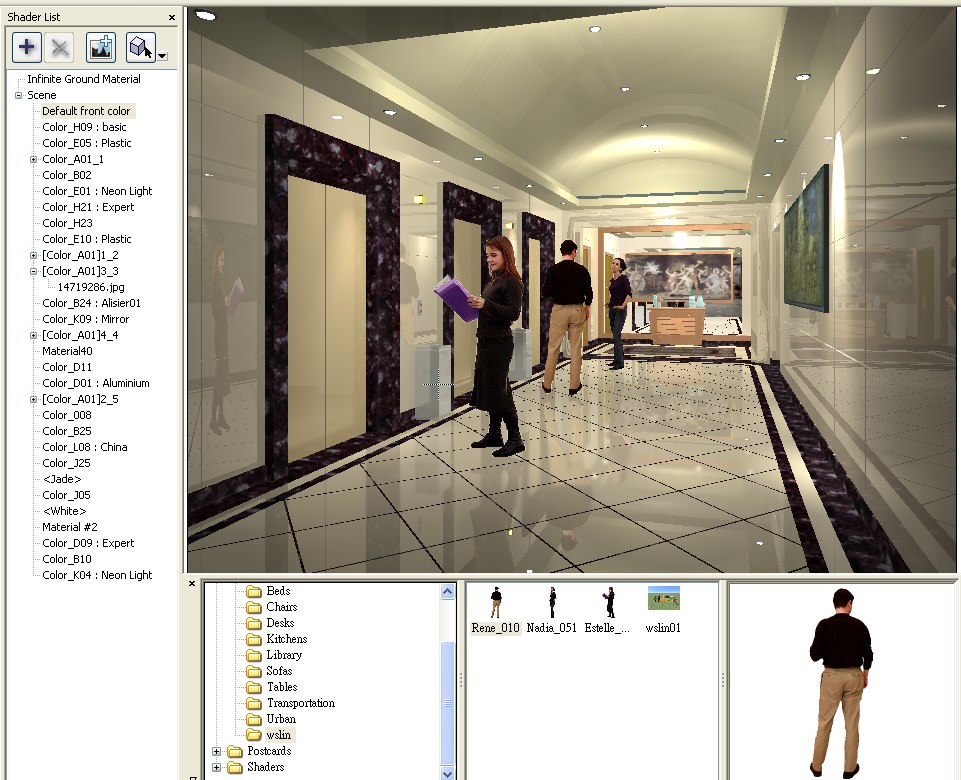 Shader List
Infinite Ground Material
Scene
Default front color
Color_H09 : basic
Color_E05 : Plastic
Color_A01_1
Color_B02
Color_E01 : Neon Light
Color_H21 : Expert
Color_H23
Color_E10 : Plastic
[Color_A01]1_2
[Color_A01]3_3
14719286.jpg
Color_B24 : Alisier01
Color_K09 : Mirror
[Color_A01]4_4
Material40
Color_D11
Color_D01 : Aluminium
[Color_A01]2_5
Color_008
Color_B25
Color_L08 : China
Color_J25
<Jade>
Color_J05
<White>
Material #2
Color_D09 : Expert
Color_B10
Color_K04 : Neon Light
Beds
Chairs
Desks
Kitchens
Library
Sofas
Tables
Transportation
Urban
wslin
Postcards
Shaders
Rene_010
Nadia_051
Estelle_...
wslin01